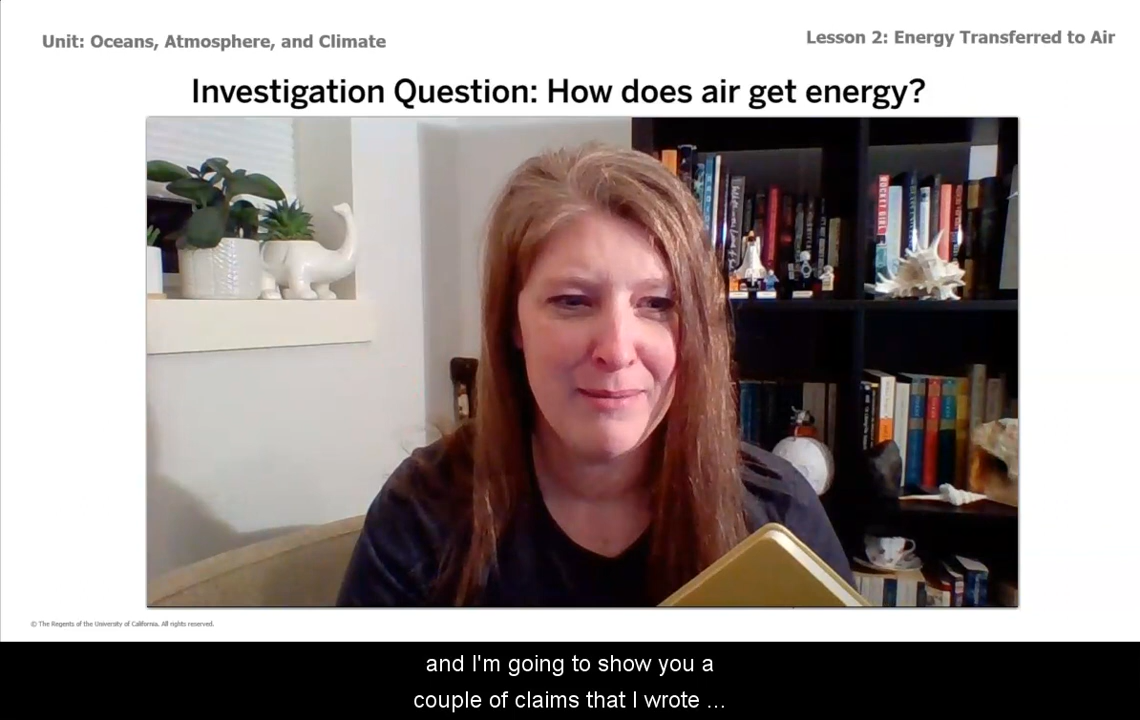 Unit: Oceans, Atmosphere, and Climate
Lesson 2: Energy Transferred to Air
Investigation Question: How does air get energy?
ROCKET GIRL
© The Regents of the University of California. All rights reserved.
and I'm going to show you a
couple of claims that I wrote ...